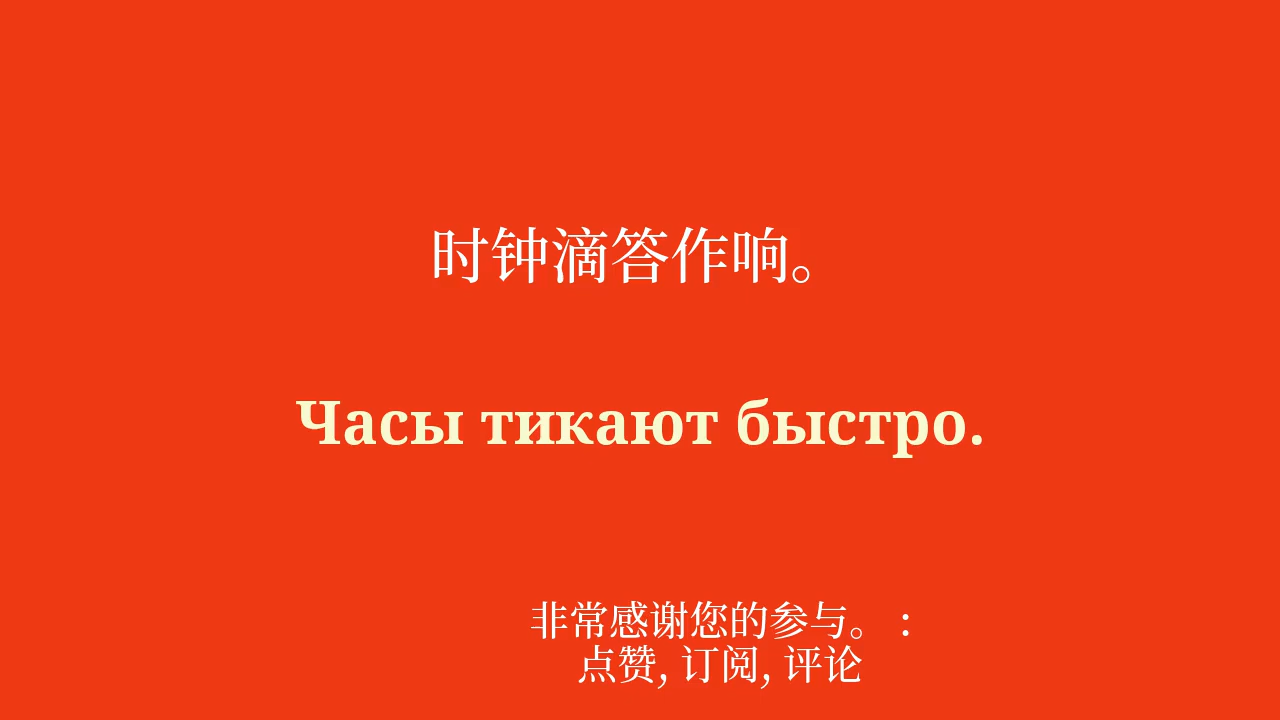 时钟滴答作响。
Часы тикают быстро.
非常感谢您的参与。 :
点赞, 订阅, 评论